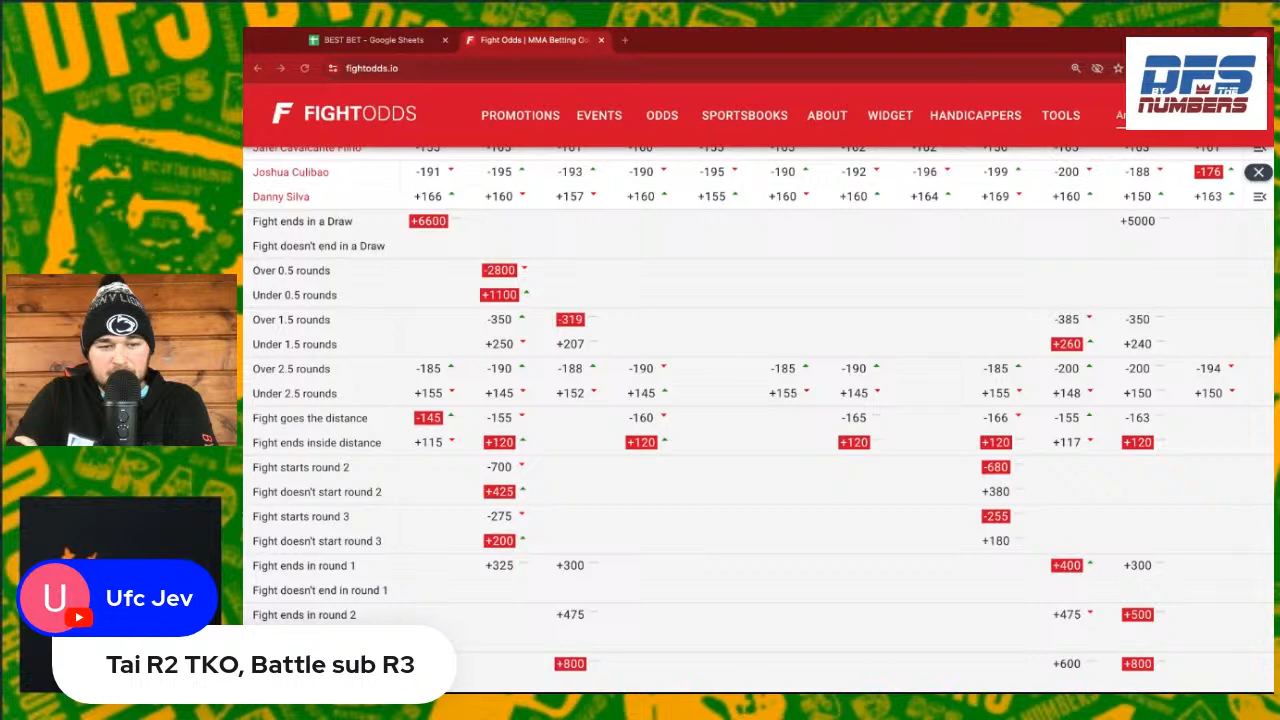 BEST BET - Google Sheets
Fight Odds | MMA Betting O
fightodds.io
DFS
BY THE
NUMBERS
F FIGHTODDS PROMOTIONS EVENTS ODDS SPORTSBOOKS ABOUT WIDGET HANDICAPPERS TOOLS
Joshua Culibao -191 -195 -193 -190 -195 -190 -192 -196 -199 -200 -188 -176
Danny Silva +166 +160 +157 +160 +155 +160 +160 +164 +169 +160 +150 +163
Fight ends in a Draw +6600 +5000
Fight doesn't end in a Draw
Over 0.5 rounds -2800
Under 0.5 rounds +1100
Over 1.5 rounds -350 -319 -385 -350
Under 1.5 rounds +250 +207 +260 +240
Over 2.5 rounds -185 -190 -188 -190 -185 -190 -185 -200 -200 -194
Under 2.5 rounds +155 +145 +152 +145 +155 +145 +155 +148 +150 +150
Fight goes the distance -145 -155 -160 -165 -166 -155 -163
Fight ends inside distance +115 +120 +120 +120 +120 +117 +120
Fight starts round 2 -700 -680
Fight doesn't start round 2 +425 +380
Fight starts round 3 -275 -255
Fight doesn't start round 3 +200 +180
Fight ends in round 1 +325 +300 +400 +300
Fight doesn't end in round 1
Fight ends in round 2 +475 +475 +500
+800 +600 +800
U Ufc Jev
Tai R2 TKO, Battle sub R3